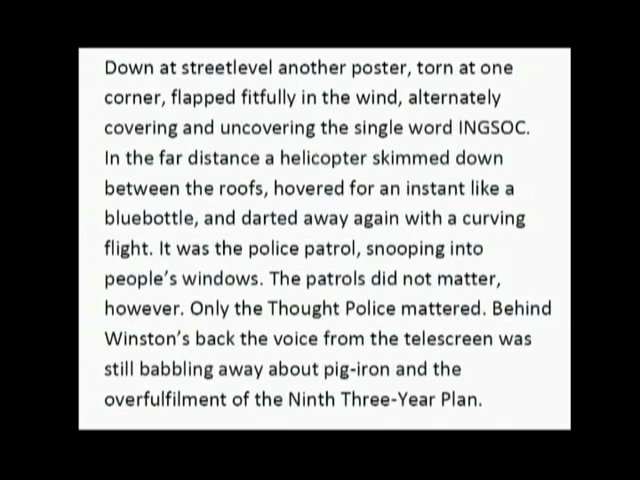 Down at streetlevel another poster, torn at one
corner, flapped fitfully in the wind, alternately
covering and uncovering the single word INGSOC.
In the far distance a helicopter skimmed down
between the roofs, hovered for an instant like a
bluebottle, and darted away again with a curving
flight. It was the police patrol, snooping into
people’s windows. The patrols did not matter,
however. Only the Thought Police mattered. Behind
Winston’s back the voice from the telescreen was
still babbling away about pig-iron and the
overfulfilment of the Ninth Three-Year Plan.